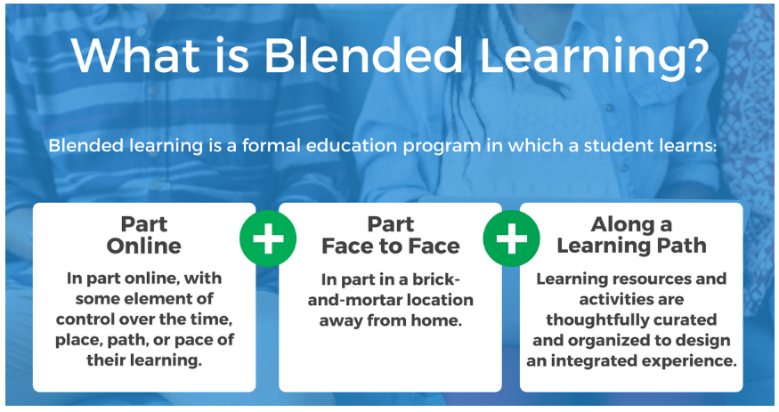 What is Blended Learning?
Blended learning is a formal education program in which a student learns:
Part
Online
In part online, with
some element of
control over the time,
place, path, or pace of
their learning.
+
Part
Face to Face
In part in a brick-
and-mortar location
away from home.
+
Along a
Learning Path
Learning resources and
activities are
thoughtfully curated
and organized to design
an integrated experience.